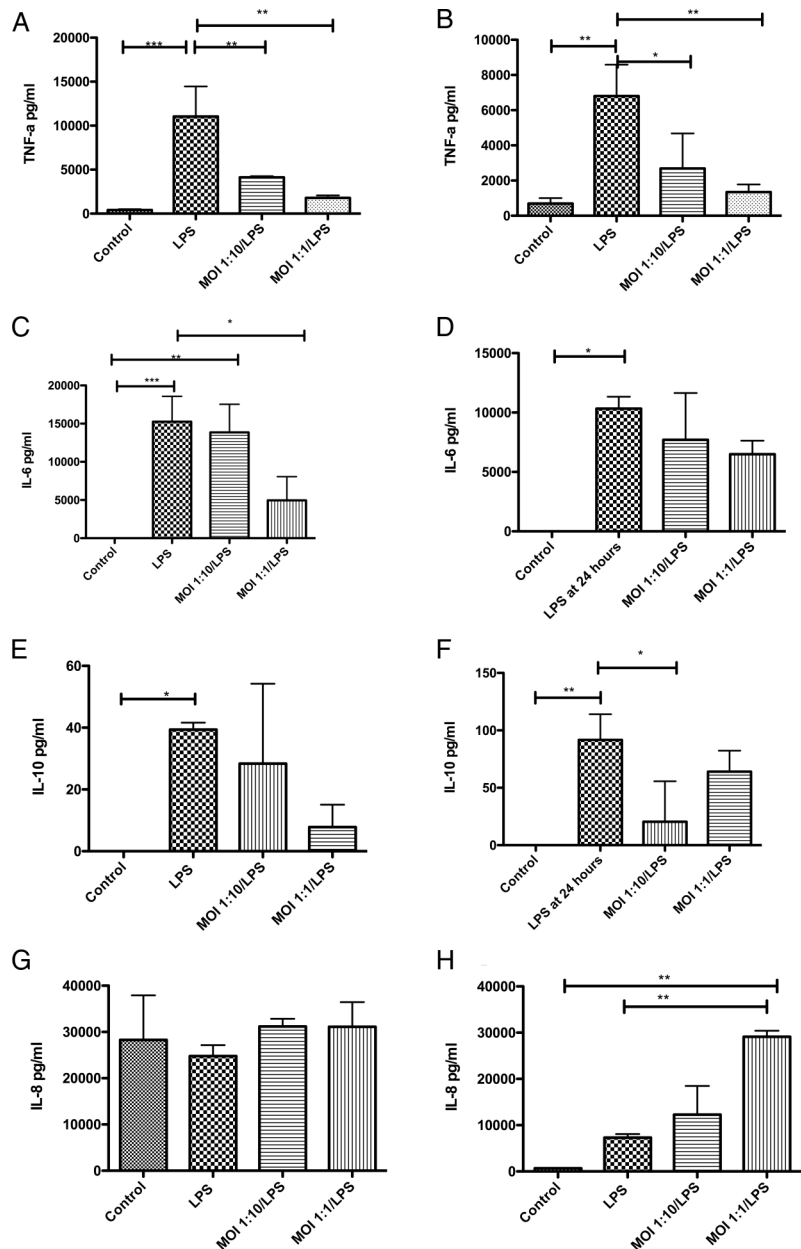 A
**
***
**
20000
15000
10000
5000
0
TNF-a pg/ml
Control
LPS
MOI 1:10/LPS
MOI 1:1/LPS
B
**
**
*
10000
8000
6000
4000
2000
0
TNF-a pg/ml
Control
LPS
MOI 1:10/LPS
MOI 1:1/LPS
C
*
**
***
20000
15000
10000
5000
0
IL-6 pg/ml
Control
LPS
MOI 1:10/LPS
MOI 1:1/LPS
D
*
15000
10000
5000
0
IL-6 pg/ml
Control
LPS at 24 hours
MOI 1:10/LPS
MOI 1:1/LPS
E
*
60
40
20
0
IL-10 pg/ml
Control
LPS
MOI 1:10/LPS
MOI 1:1/LPS
F
*
**
150
100
50
0
IL-10 pg/ml
Control
LPS at 24 hours
MOI 1:10/LPS
MOI 1:1/LPS
G
40000
30000
20000
10000
0
IL-8 pg/ml
Control
LPS
MOI 1:10/LPS
MOI 1:1/LPS
H
**
**
40000
30000
20000
10000
0
IL-8 pg/ml
Control
LPS
MOI 1:10/LPS
MOI 1:1/LPS